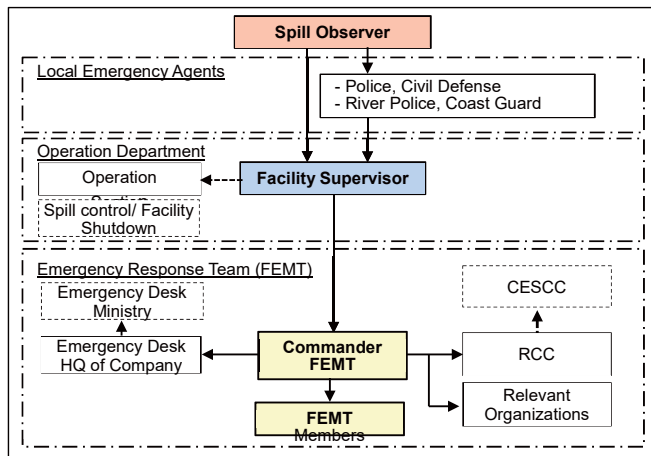 Spill Observer
Local Emergency Agents
- Police, Civil Defense
- River Police, Coast Guard
Operation Department
Operation
Facility Supervisor
Spill control/ Facility
Shutdown
Emergency Response Team (FEMT)
Emergency Desk
Ministry
CESCC
Emergency Desk
HQ of Company
Commander
FEMT
RCC
Relevant
Organizations
FEMT
Members